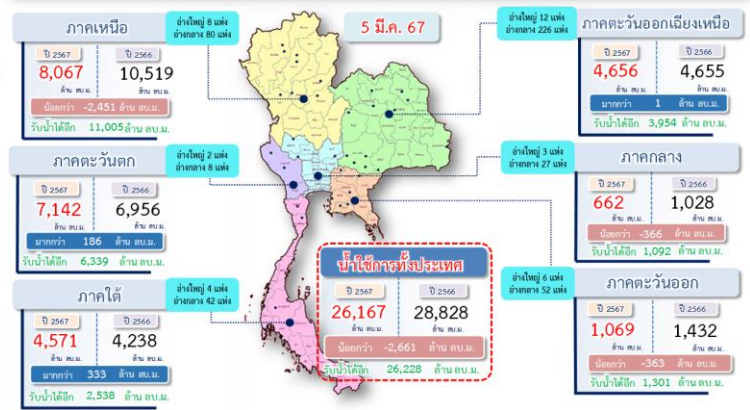 5 มี.ค. 67
ภาคเหนือ
อ่างใหญ่ 8 แห่ง
อ่างกลาง 80 แห่ง
ปี 2567 ปี 2566
8,067 10,519
ล้าน ลบ.ม. ล้าน ลบ.ม.
น้อยกว่า -2,451 ล้าน ลบ.ม.
รับน้ำได้อีก 11,005 ล้าน ลบ.ม.
ภาคตะวันออกเฉียงเหนือ
อ่างใหญ่ 12 แห่ง
อ่างกลาง 226 แห่ง
ปี 2567 ปี 2566
4,656 4,655
ล้าน ลบ.ม. ล้าน ลบ.ม.
มากกว่า 1 ล้าน ลบ.ม.
รับน้ำได้อีก 3,954 ล้าน ลบ.ม.
ภาคตะวันตก
อ่างใหญ่ 2 แห่ง
อ่างกลาง 8 แห่ง
ปี 2567 ปี 2566
7,142 6,956
ล้าน ลบ.ม. ล้าน ลบ.ม.
มากกว่า 186 ล้าน ลบ.ม.
รับน้ำได้อีก 6,339 ล้าน ลบ.ม.
ภาคกลาง
อ่างใหญ่ 3 แห่ง
อ่างกลาง 27 แห่ง
ปี 2567 ปี 2566
662 1,028
ล้าน ลบ.ม. ล้าน ลบ.ม.
น้อยกว่า -366 ล้าน ลบ.ม.
รับน้ำได้อีก 1,092 ล้าน ลบ.ม.
ภาคใต้
อ่างใหญ่ 4 แห่ง
อ่างกลาง 42 แห่ง
ปี 2567 ปี 2566
4,571 4,238
ล้าน ลบ.ม. ล้าน ลบ.ม.
มากกว่า 333 ล้าน ลบ.ม.
รับน้ำได้อีก 2,538 ล้าน ลบ.ม.
น้ำใช้การทั้งประเทศ
ปี 2567 ปี 2566
26,167 28,828
ล้าน ลบ.ม. ล้าน ลบ.ม.
น้อยกว่า -2,661 ล้าน ลบ.ม.
รับน้ำได้อีก 26,228 ล้าน ลบ.ม.
ภาคตะวันออก
อ่างใหญ่ 6 แห่ง
อ่างกลาง 52 แห่ง
ปี 2567 ปี 2566
1,069 1,432
ล้าน ลบ.ม. ล้าน ลบ.ม.
น้อยกว่า -363 ล้าน ลบ.ม.
รับน้ำได้อีก 1,301 ล้าน ลบ.ม.